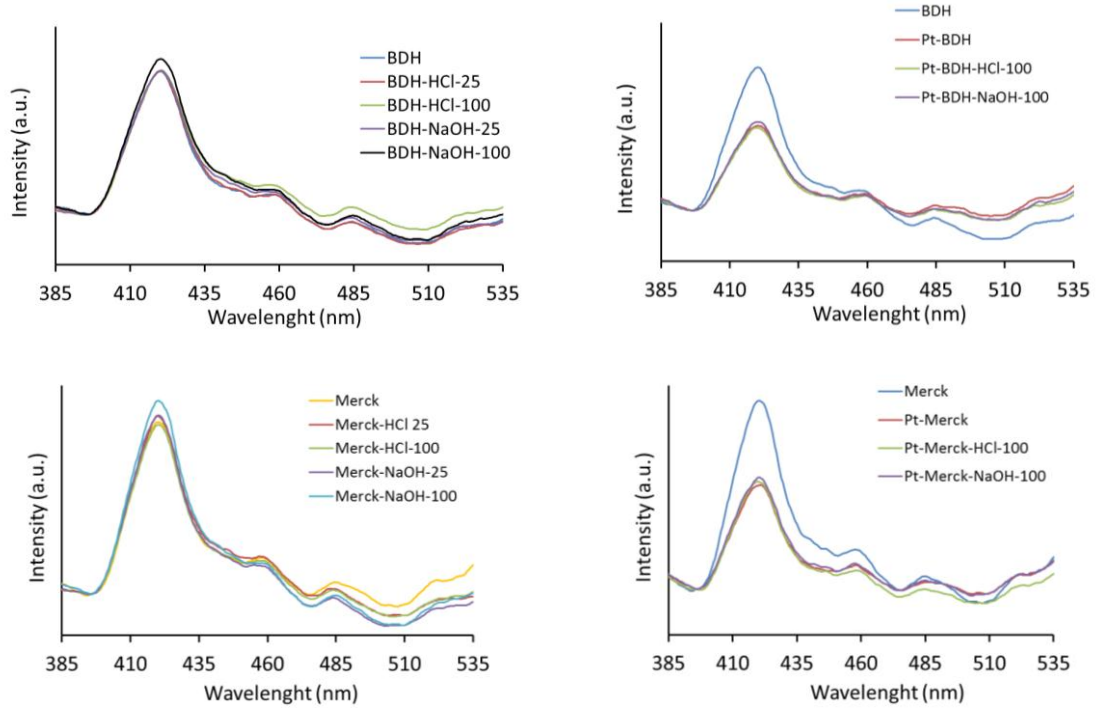 Intensity (a.u.)
BDH
BDH-HCl-25
BDH-HCl-100
BDH-NaOH-25
BDH-NaOH-100
385 410 435 460 485 510 535
Wavelenght (nm)
Intensity (a.u.)
BDH
Pt-BDH
Pt-BDH-HCl-100
Pt-BDH-NaOH-100
385 410 435 460 485 510 535
Wavelenght (nm)
Intensity (a.u.)
Merck
Merck-HCl 25
Merck-HCl-100
Merck-NaOH-25
Merck-NaOH-100
385 410 435 460 485 510 535
Wavelenght (nm)
Intensity (a.u.)
Merck
Pt-Merck
Pt-Merck-HCl-100
Pt-Merck-NaOH-100
385 410 435 460 485 510 535
Wavelenght (nm)